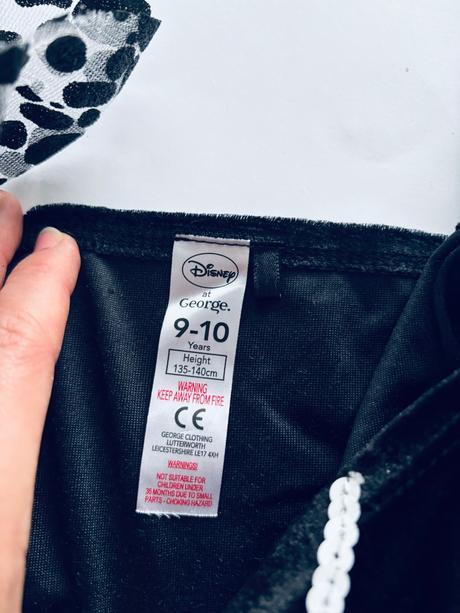 Disney
at
George.
9-10
Years
Height
135-140cm
WARNING
KEEP AWAY FROM FIRE
CE
GEORGE CLOTHING
LUTTERWORTH
LEICESTERSHIRE LE17 4XH
WARNINGS!
NOT SUITABLE FOR
CHILDREN UNDER
36 MONTHS DUE TO SMALL
PARTS - CHOKING HAZARD